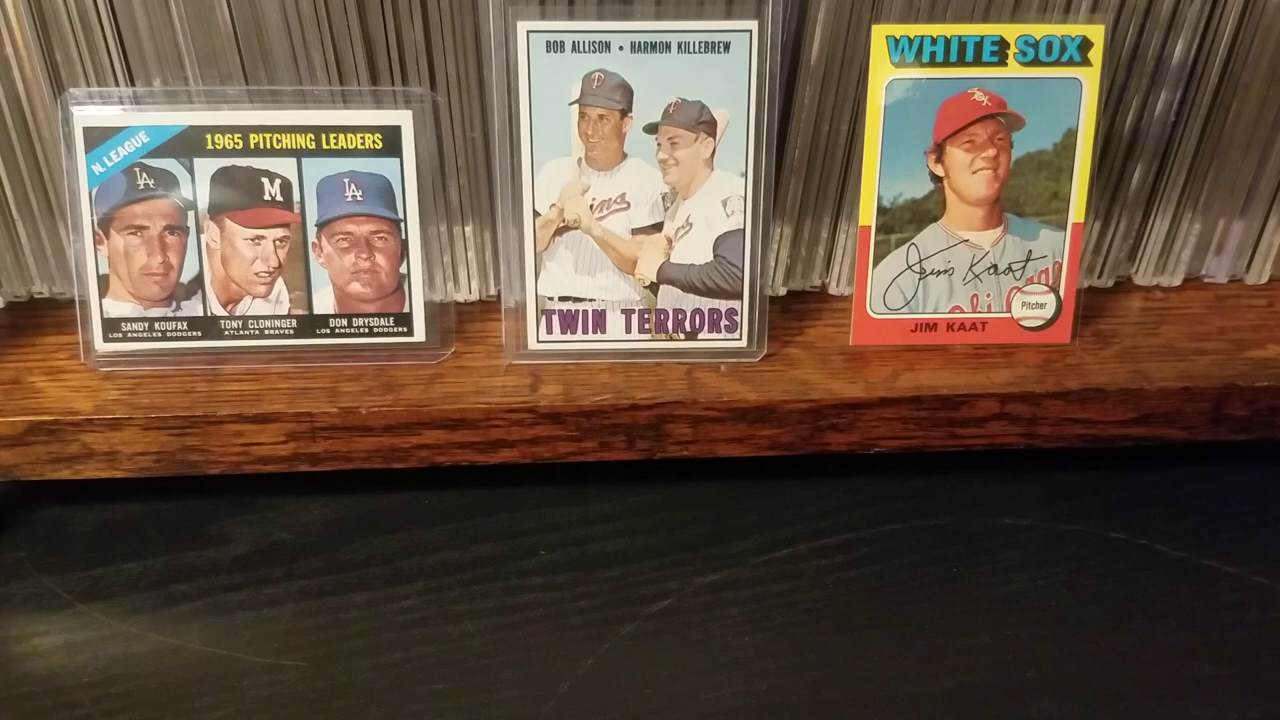 N. LEAGUE
1965 PITCHING LEADERS
LA
M
LA
SANDY KOUFAX
LOS ANGELES DODGERS
TONY CLONINGER
ATLANTA BRAVES
DON DRYSDALE
LOS ANGELES DODGERS
BOB ALLISON • HARMON KILLEBREW
T
T
TWIN TERRORS
WHITE SOX
SOX
Jim Kaat
Pitcher
JIM KAAT